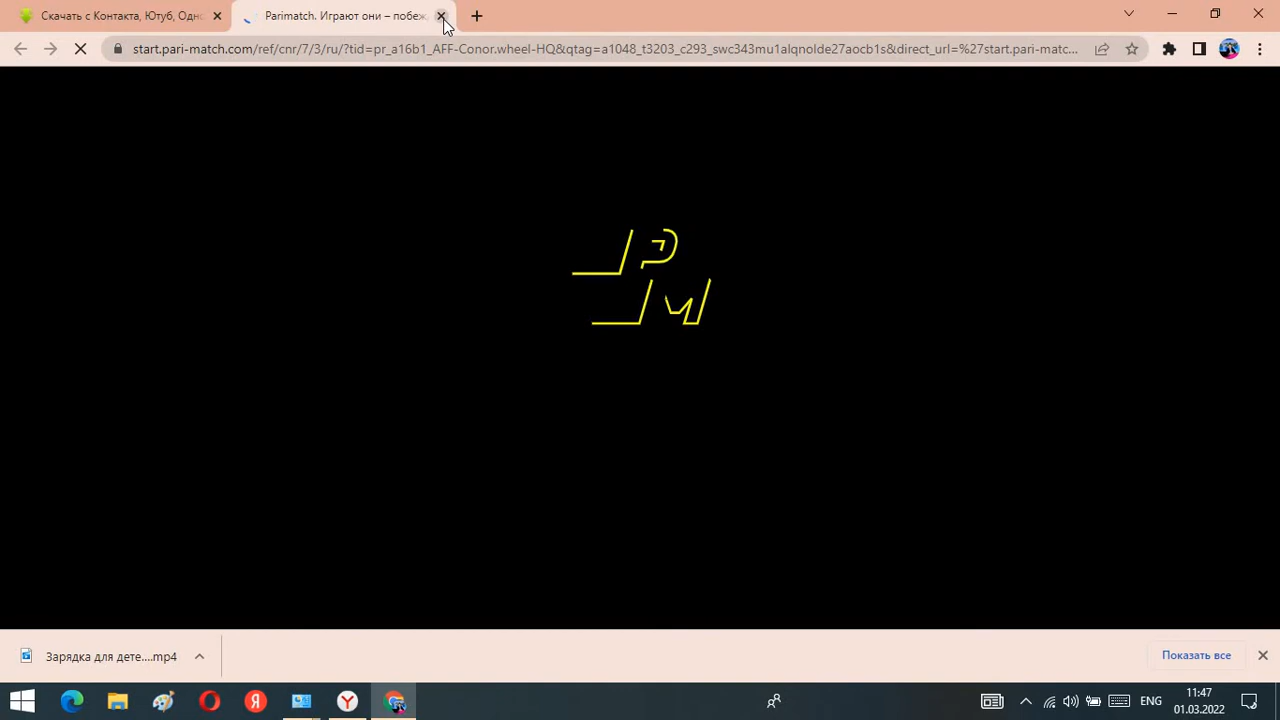 Скачать с Контакта, Ютуб, Одно
Parimatch. Играют они – побеж
start.pari-match.com/ref/cnr/7/3/ru/?tid=pr_a16b1_AFF-Conor.wheel-HQ&qtag=a1048_t3203_c293_swc343mu1alqnolde27aocb1s&direct_url=%27start.pari-matc...
PM
Зарядка для дете....mp4
Показать все
ENG
11:47
01.03.2022